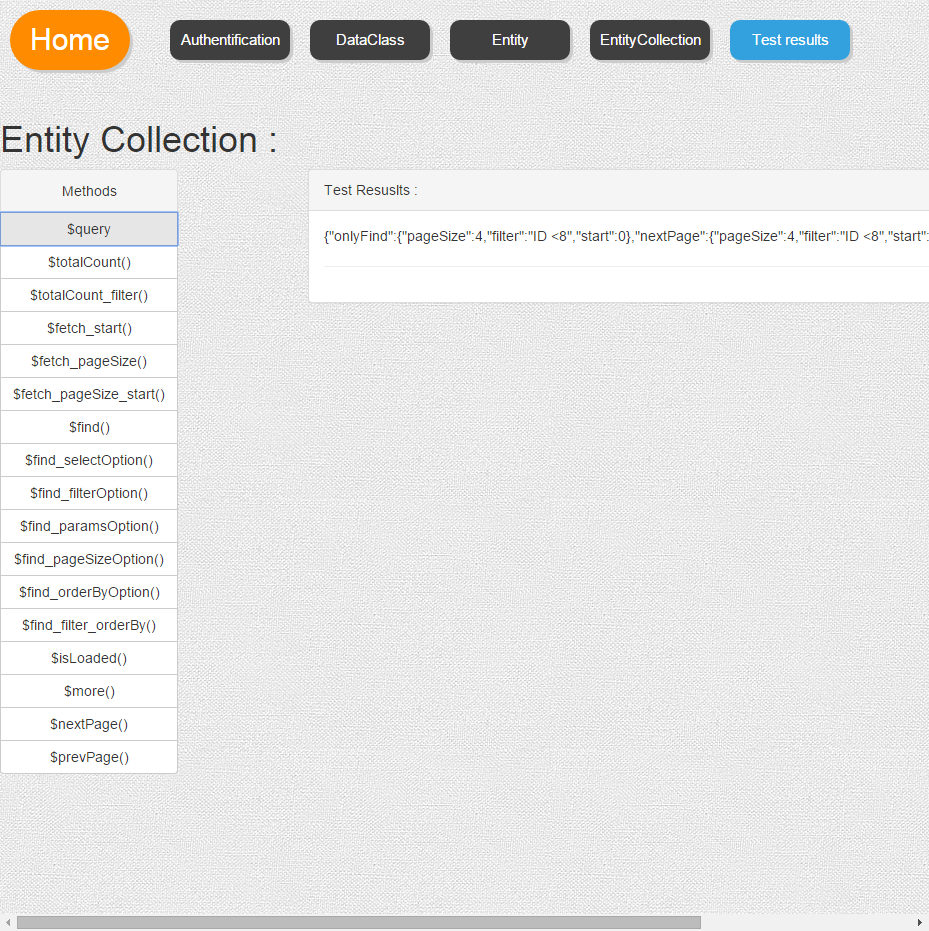 Home
Authentification
DataClass
Entity
EntityCollection
Test results
Entity Collection :
Methods
$query
$totalCount()
$totalCount_filter()
$fetch_start()
$fetch_pageSize()
$fetch_pageSize_start()
$find()
$find_selectOption()
$find_filterOption()
$find_paramsOption()
$find_pageSizeOption()
$find_orderByOption()
$find_filter_orderBy()
$isLoaded()
$more()
$nextPage()
$prevPage()
Test Resuslts :
{"onlyFind":{"pageSize":4,"filter":"ID <8","start":0},"nextPage":{"pageSize":4,"filter":"ID <8","start":